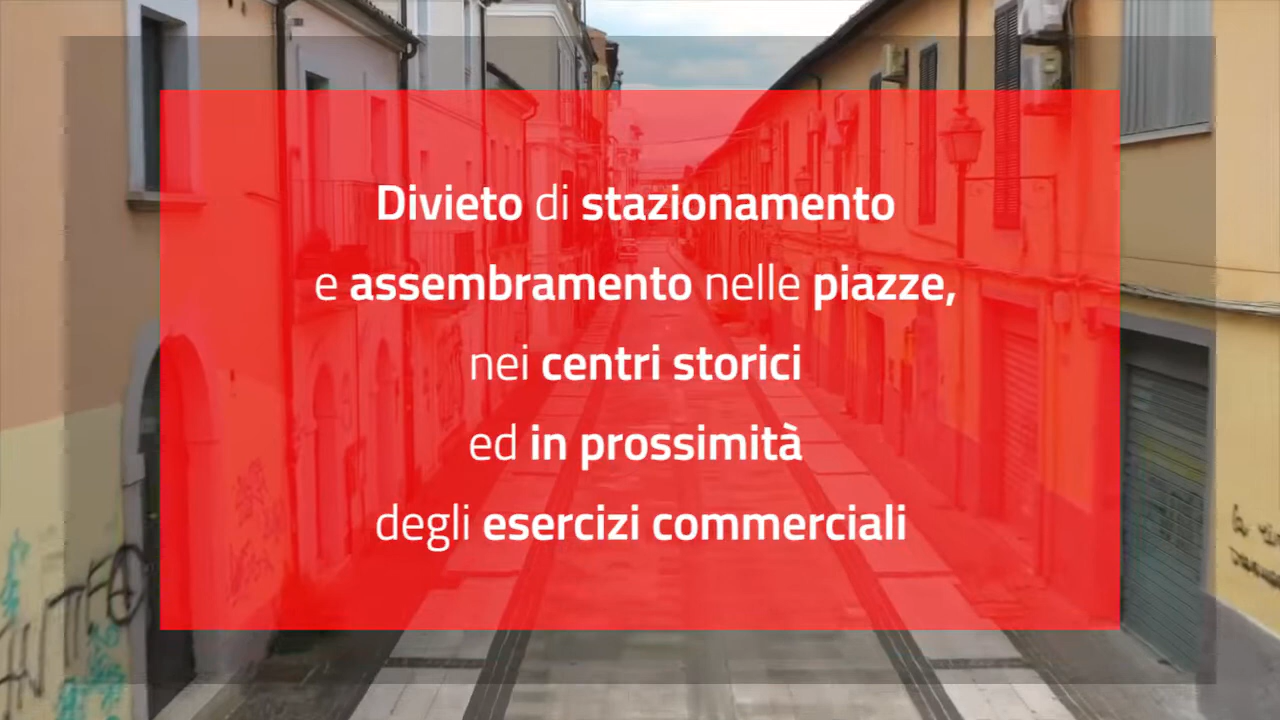 Divieto di stazionamento
e assembramento nelle piazze,
nei centri storici
ed in prossimità
degli esercizi commerciali